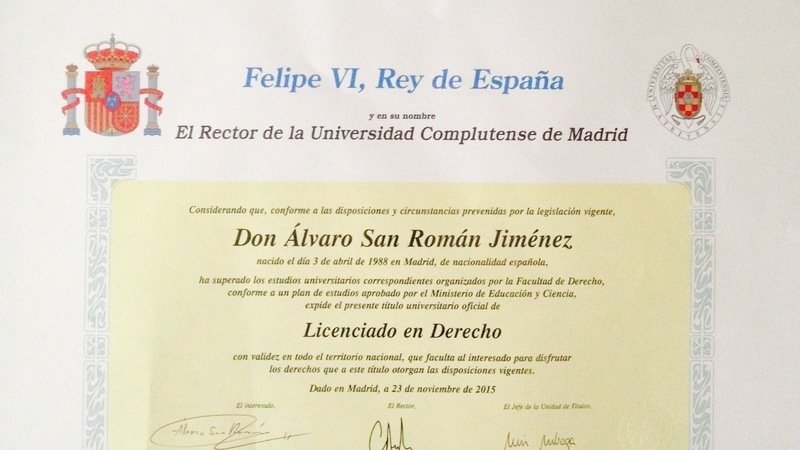 Felipe VI, Rey de España
y en su nombre
El Rector de la Universidad Complutense de Madrid
Considerando que, conforme a las disposiciones y circunstancias prevenidas por la legislación vigente,
Don Álvaro San Román Jiménez
nacido el día 3 de abril de 1988 en Madrid, de nacionalidad española,
ha superado los estudios universitarios correspondientes organizados por la Facultad de Derecho,
conforme a un plan de estudios aprobado por el Ministerio de Educación y Ciencia,
expide el presente título universitario oficial de
Licenciado en Derecho
con validez en todo el territorio nacional, que faculta al interesado para disfrutar
los derechos que a este título otorgan las disposiciones vigentes.
Dado en Madrid, a 23 de noviembre de 2015
El interesado, El Rector, El Jefe de la Unidad de Títulos,
Álvaro San Román